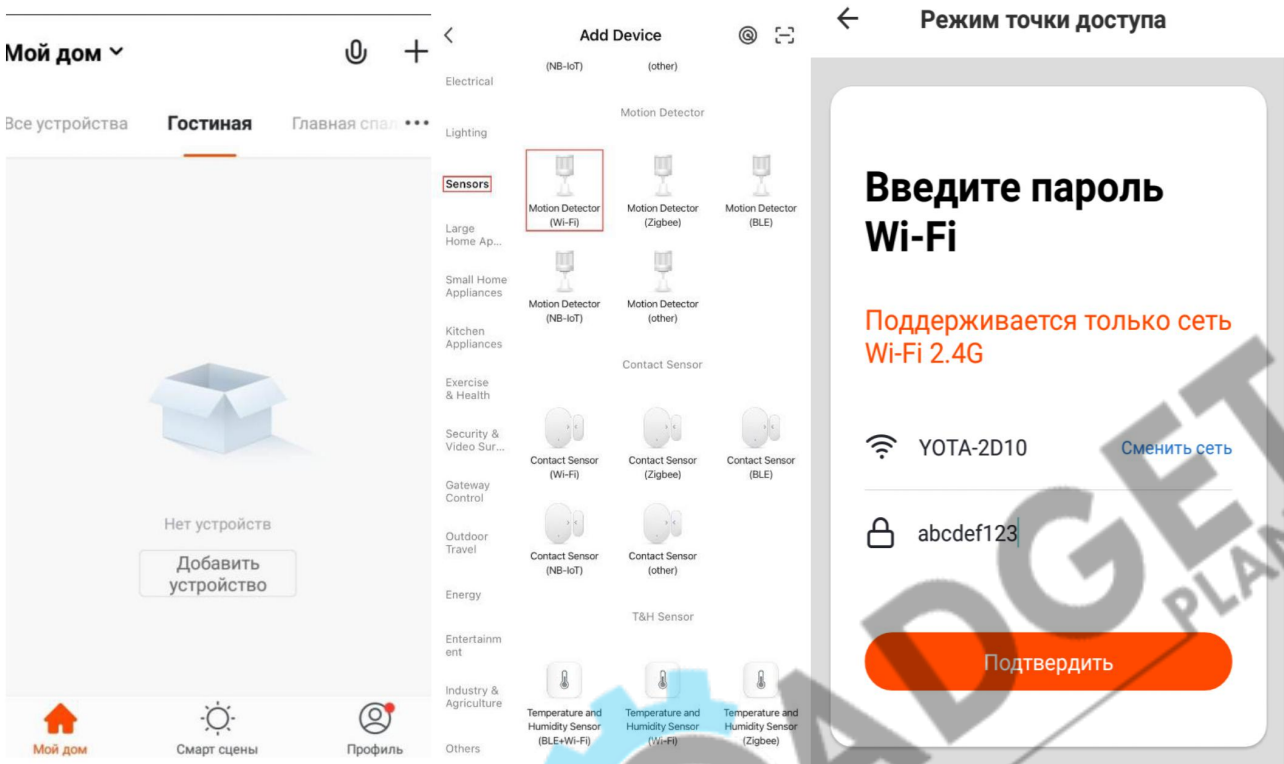 Мой дом
Все устройства
Гостиная
Главная спал
Нет устройств
Добавить
устройство
Мой дом
Смарт сцены
Профиль
Add Device
Electrical
Lighting
Sensors
Large
Home Ap...
Small Home
Appliances
Kitchen
Appliances
Exercise
& Health
Security &
Video Sur...
Gateway
Control
Outdoor
Travel
Energy
Entertainm
ent
Industry &
Agriculture
Others
(NB-IoT)
(other)
Motion Detector
Motion Detector
(Wi-Fi)
Motion Detector
(Zigbee)
Motion Detector
(BLE)
Motion Detector
(NB-IoT)
Motion Detector
(other)
Contact Sensor
Contact Sensor
(Wi-Fi)
Contact Sensor
(Zigbee)
Contact Sensor
(BLE)
Contact Sensor
(NB-IoT)
Contact Sensor
(other)
T&H Sensor
Temperature and
Humidity Sensor
(BLE+Wi-Fi)
Temperature and
Humidity Sensor
(Wi-Fi)
Temperature and
Humidity Sensor
(Zigbee)
Режим точки доступа
Введите пароль
Wi-Fi
Поддерживается только сеть
Wi-Fi 2.4G
YOTA-2D10
Сменить сеть
abcdef123
Подтвердить